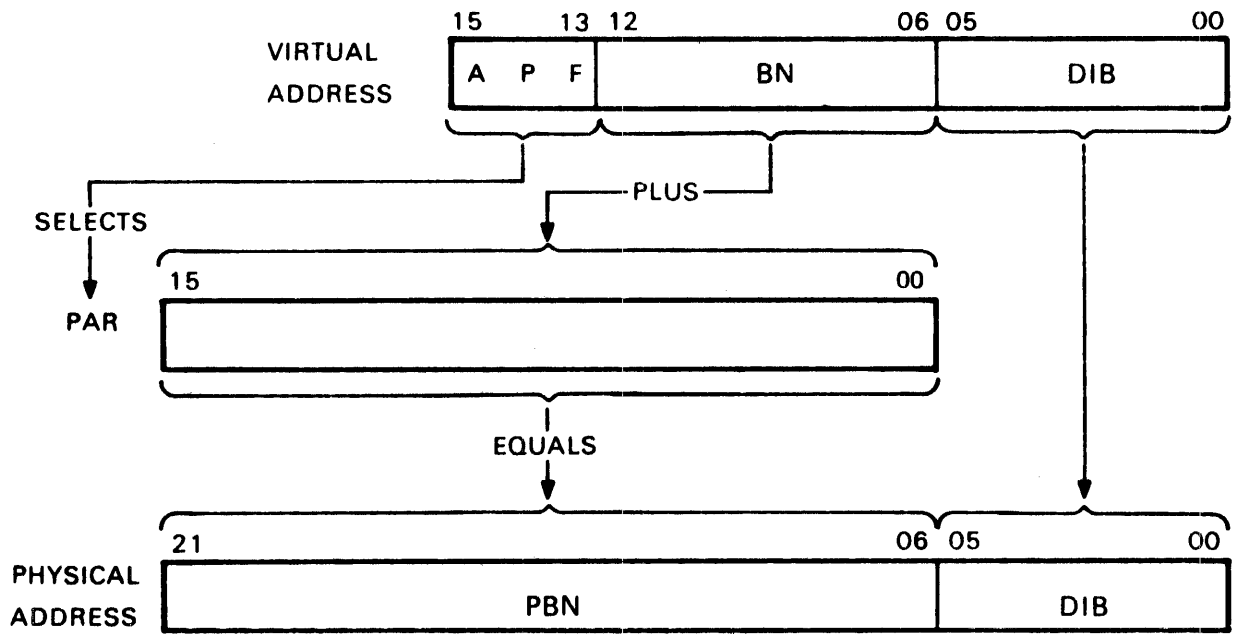 15 13 12 06 05 00
VIRTUAL ADDRESS
A P F BN DIB
PLUS
SELECTS
15 00
PAR
EQUALS
21 06 05 00
PHYSICAL ADDRESS
PBN DIB